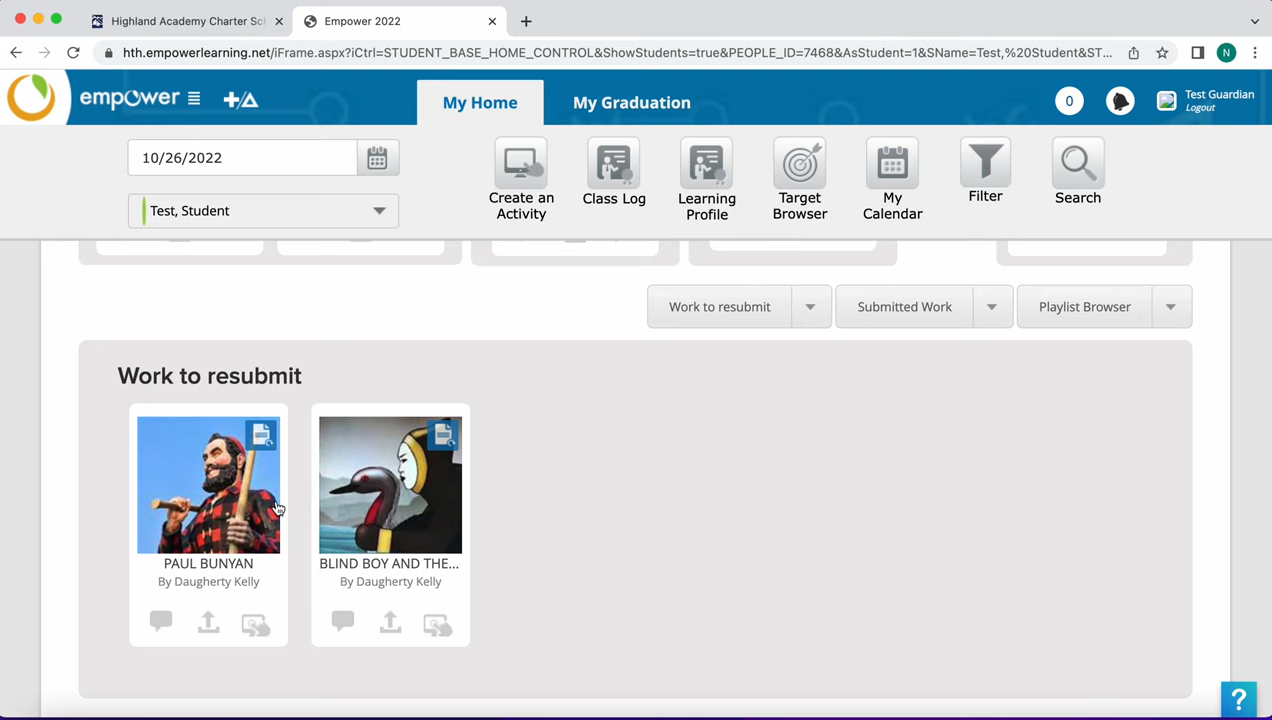 Highland Academy Charter Sch
Empower 2022
hth.empowerlearning.net/iFrame.aspx?iCtrl=STUDENT_BASE_HOME_CONTROL&ShowStudents=true&PEOPLE_ID=7468&AsStudent=1&SName=Test,%20Student&ST...
N
empower
My Home
My Graduation
0
Test Guardian
Logout
10/26/2022
Test, Student
Create an
Activity
Class Log
Learning
Profile
Target
Browser
My
Calendar
Filter
Search
Work to resubmit
Submitted Work
Playlist Browser
Work to resubmit
PAUL BUNYAN
By Daugherty Kelly
BLIND BOY AND THE...
By Daugherty Kelly
?